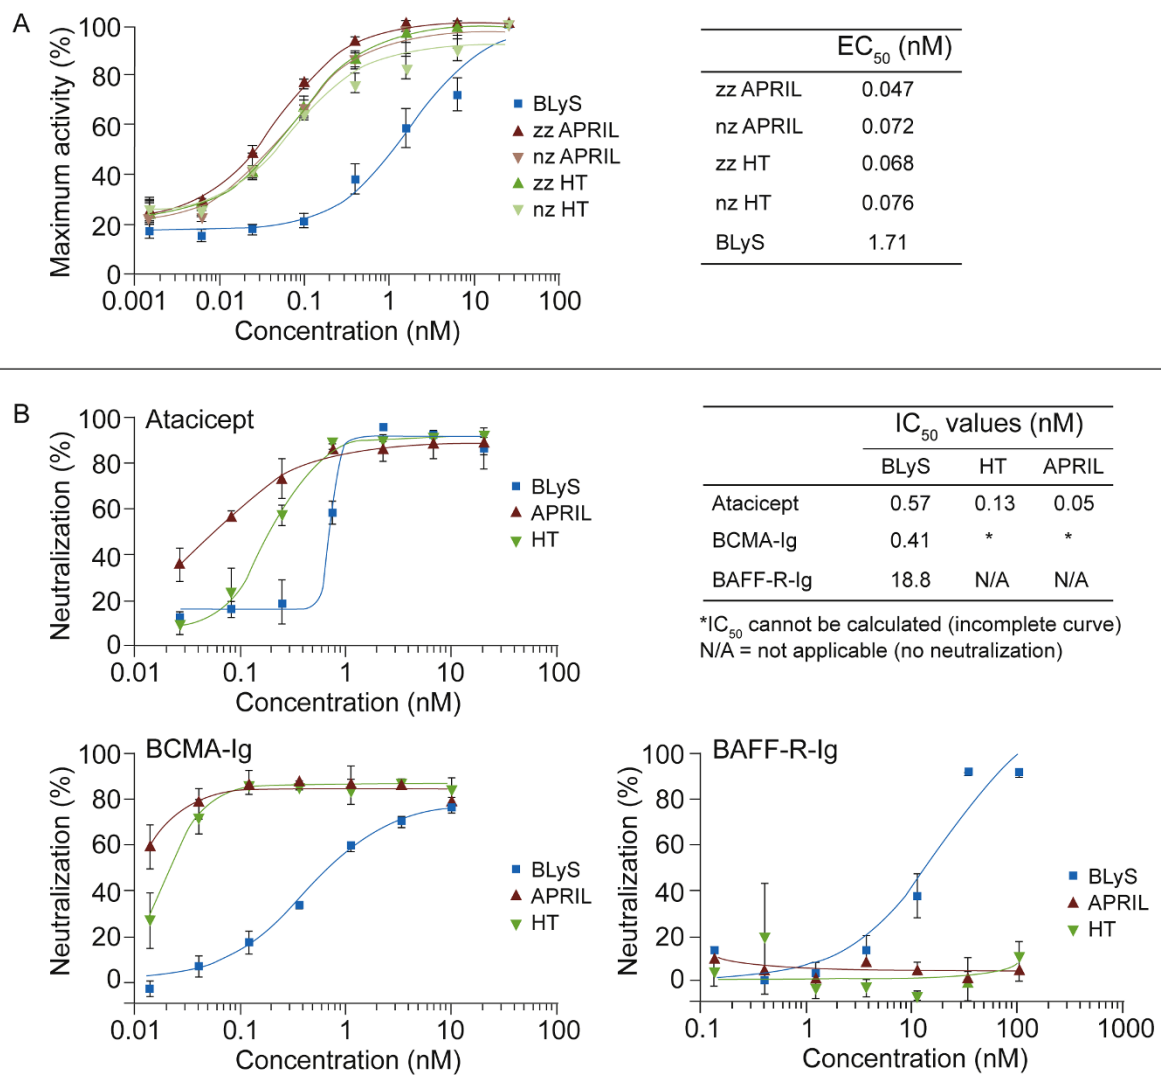 A
Maximum activity (%)
100
80
60
40
20
0
0.001 0.01 0.1 1 10 100
Concentration (nM)
BLyS
zz APRIL
nz APRIL
zz HT
nz HT
EC50 (nM)
zz APRIL 0.047
nz APRIL 0.072
zz HT 0.068
nz HT 0.076
BLyS 1.71
B
Atacicept
Neutralization (%)
100
80
60
40
20
0
0.01 0.1 1 10 100
Concentration (nM)
BLyS
APRIL
HT
IC50 values (nM)
BLyS HT APRIL
Atacicept 0.57 0.13 0.05
BCMA-Ig 0.41 * *
BAFF-R-Ig 18.8 N/A N/A
*IC50 cannot be calculated (incomplete curve)
N/A = not applicable (no neutralization)
BCMA-Ig
Neutralization (%)
100
80
60
40
20
0
0.01 0.1 1 10 100
Concentration (nM)
BLyS
APRIL
HT
BAFF-R-Ig
Neutralization (%)
100
80
60
40
20
0
0.1 1 10 100 1000
Concentration (nM)
BLyS
APRIL
HT